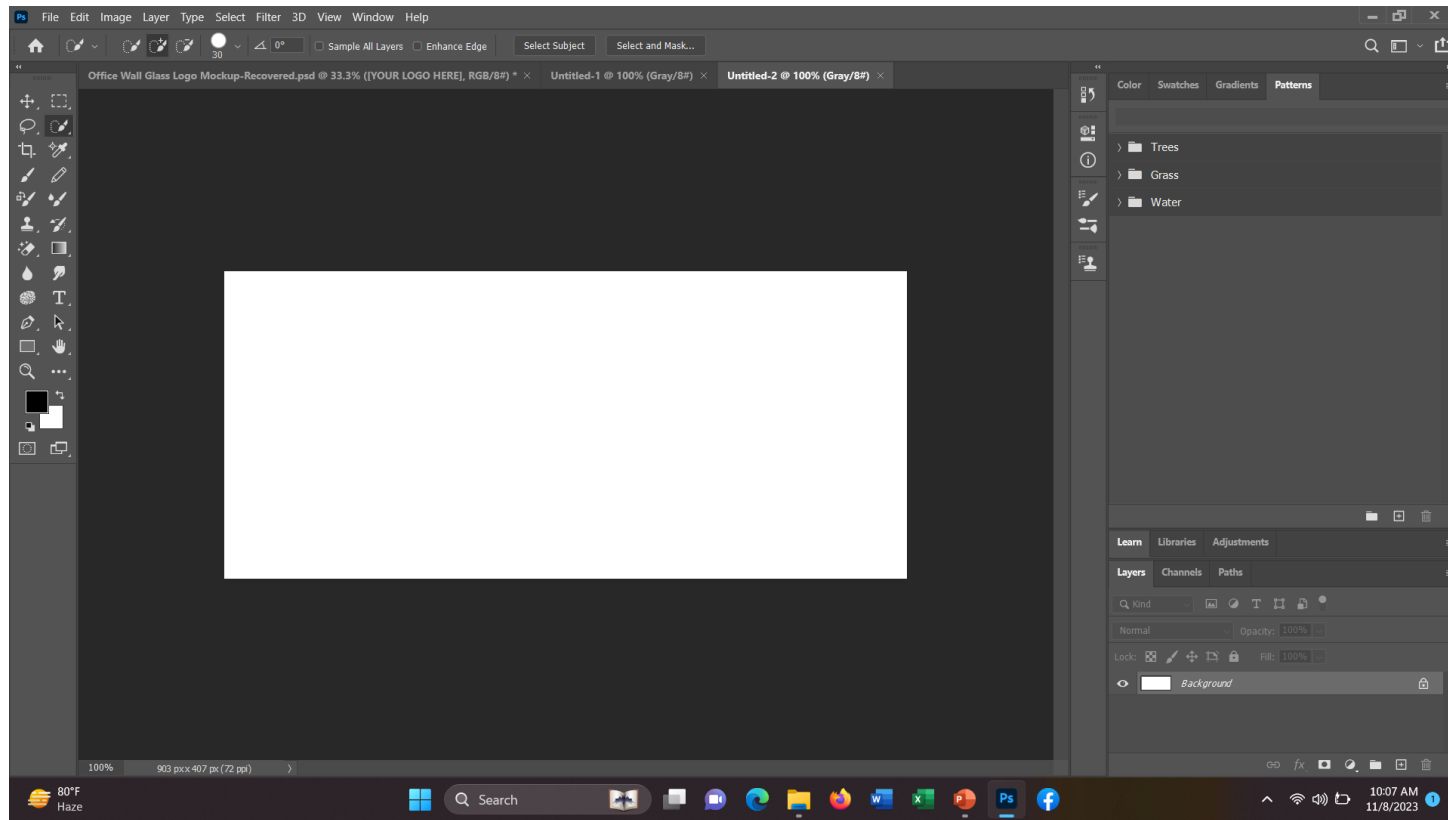 Ps File Edit Image Layer Type Select Filter 3D View Window Help
30 0° Sample All Layers Enhance Edge Select Subject Select and Mask...
Office Wall Glass Logo Mockup-Recovered.psd @ 33.3% ([YOUR LOGO HERE], RGB/8#) * × Untitled-1 @ 100% (Gray/8#) × Untitled-2 @ 100% (Gray/8#) ×
Color Swatches Gradients Patterns
Trees
Grass
Water
Learn Libraries Adjustments
Layers Channels Paths
Kind
Normal Opacity: 100%
Lock: Fill: 100%
Background
100% 903 px x 407 px (72 ppi)
fx
80°F
Haze
Search
W
X
P
Ps
10:07 AM
11/8/2023
1